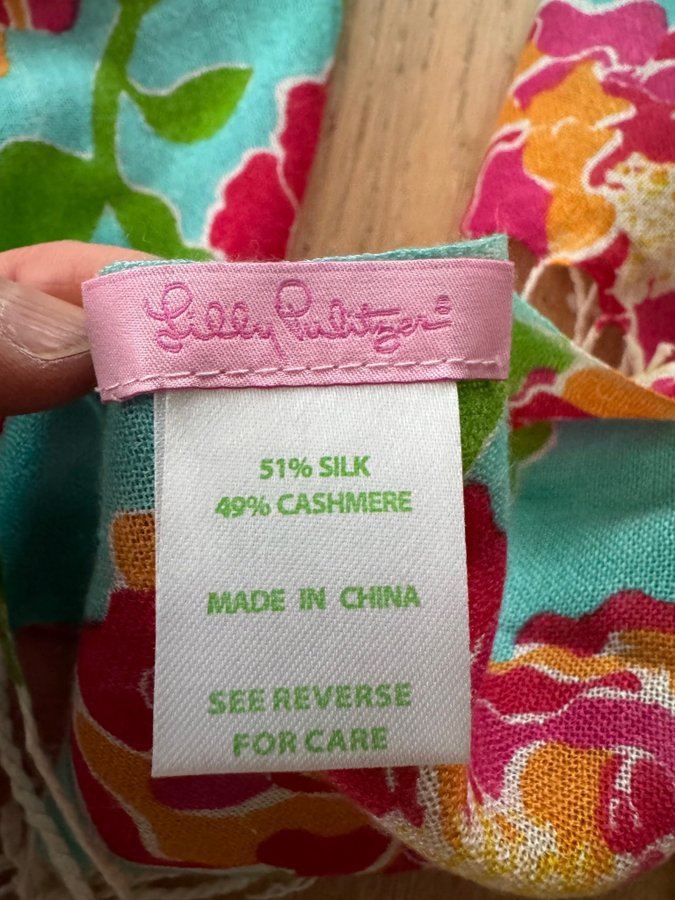 Lilly Pulitzer®
51% SILK
49% CASHMERE
MADE IN CHINA
SEE REVERSE
FOR CARE